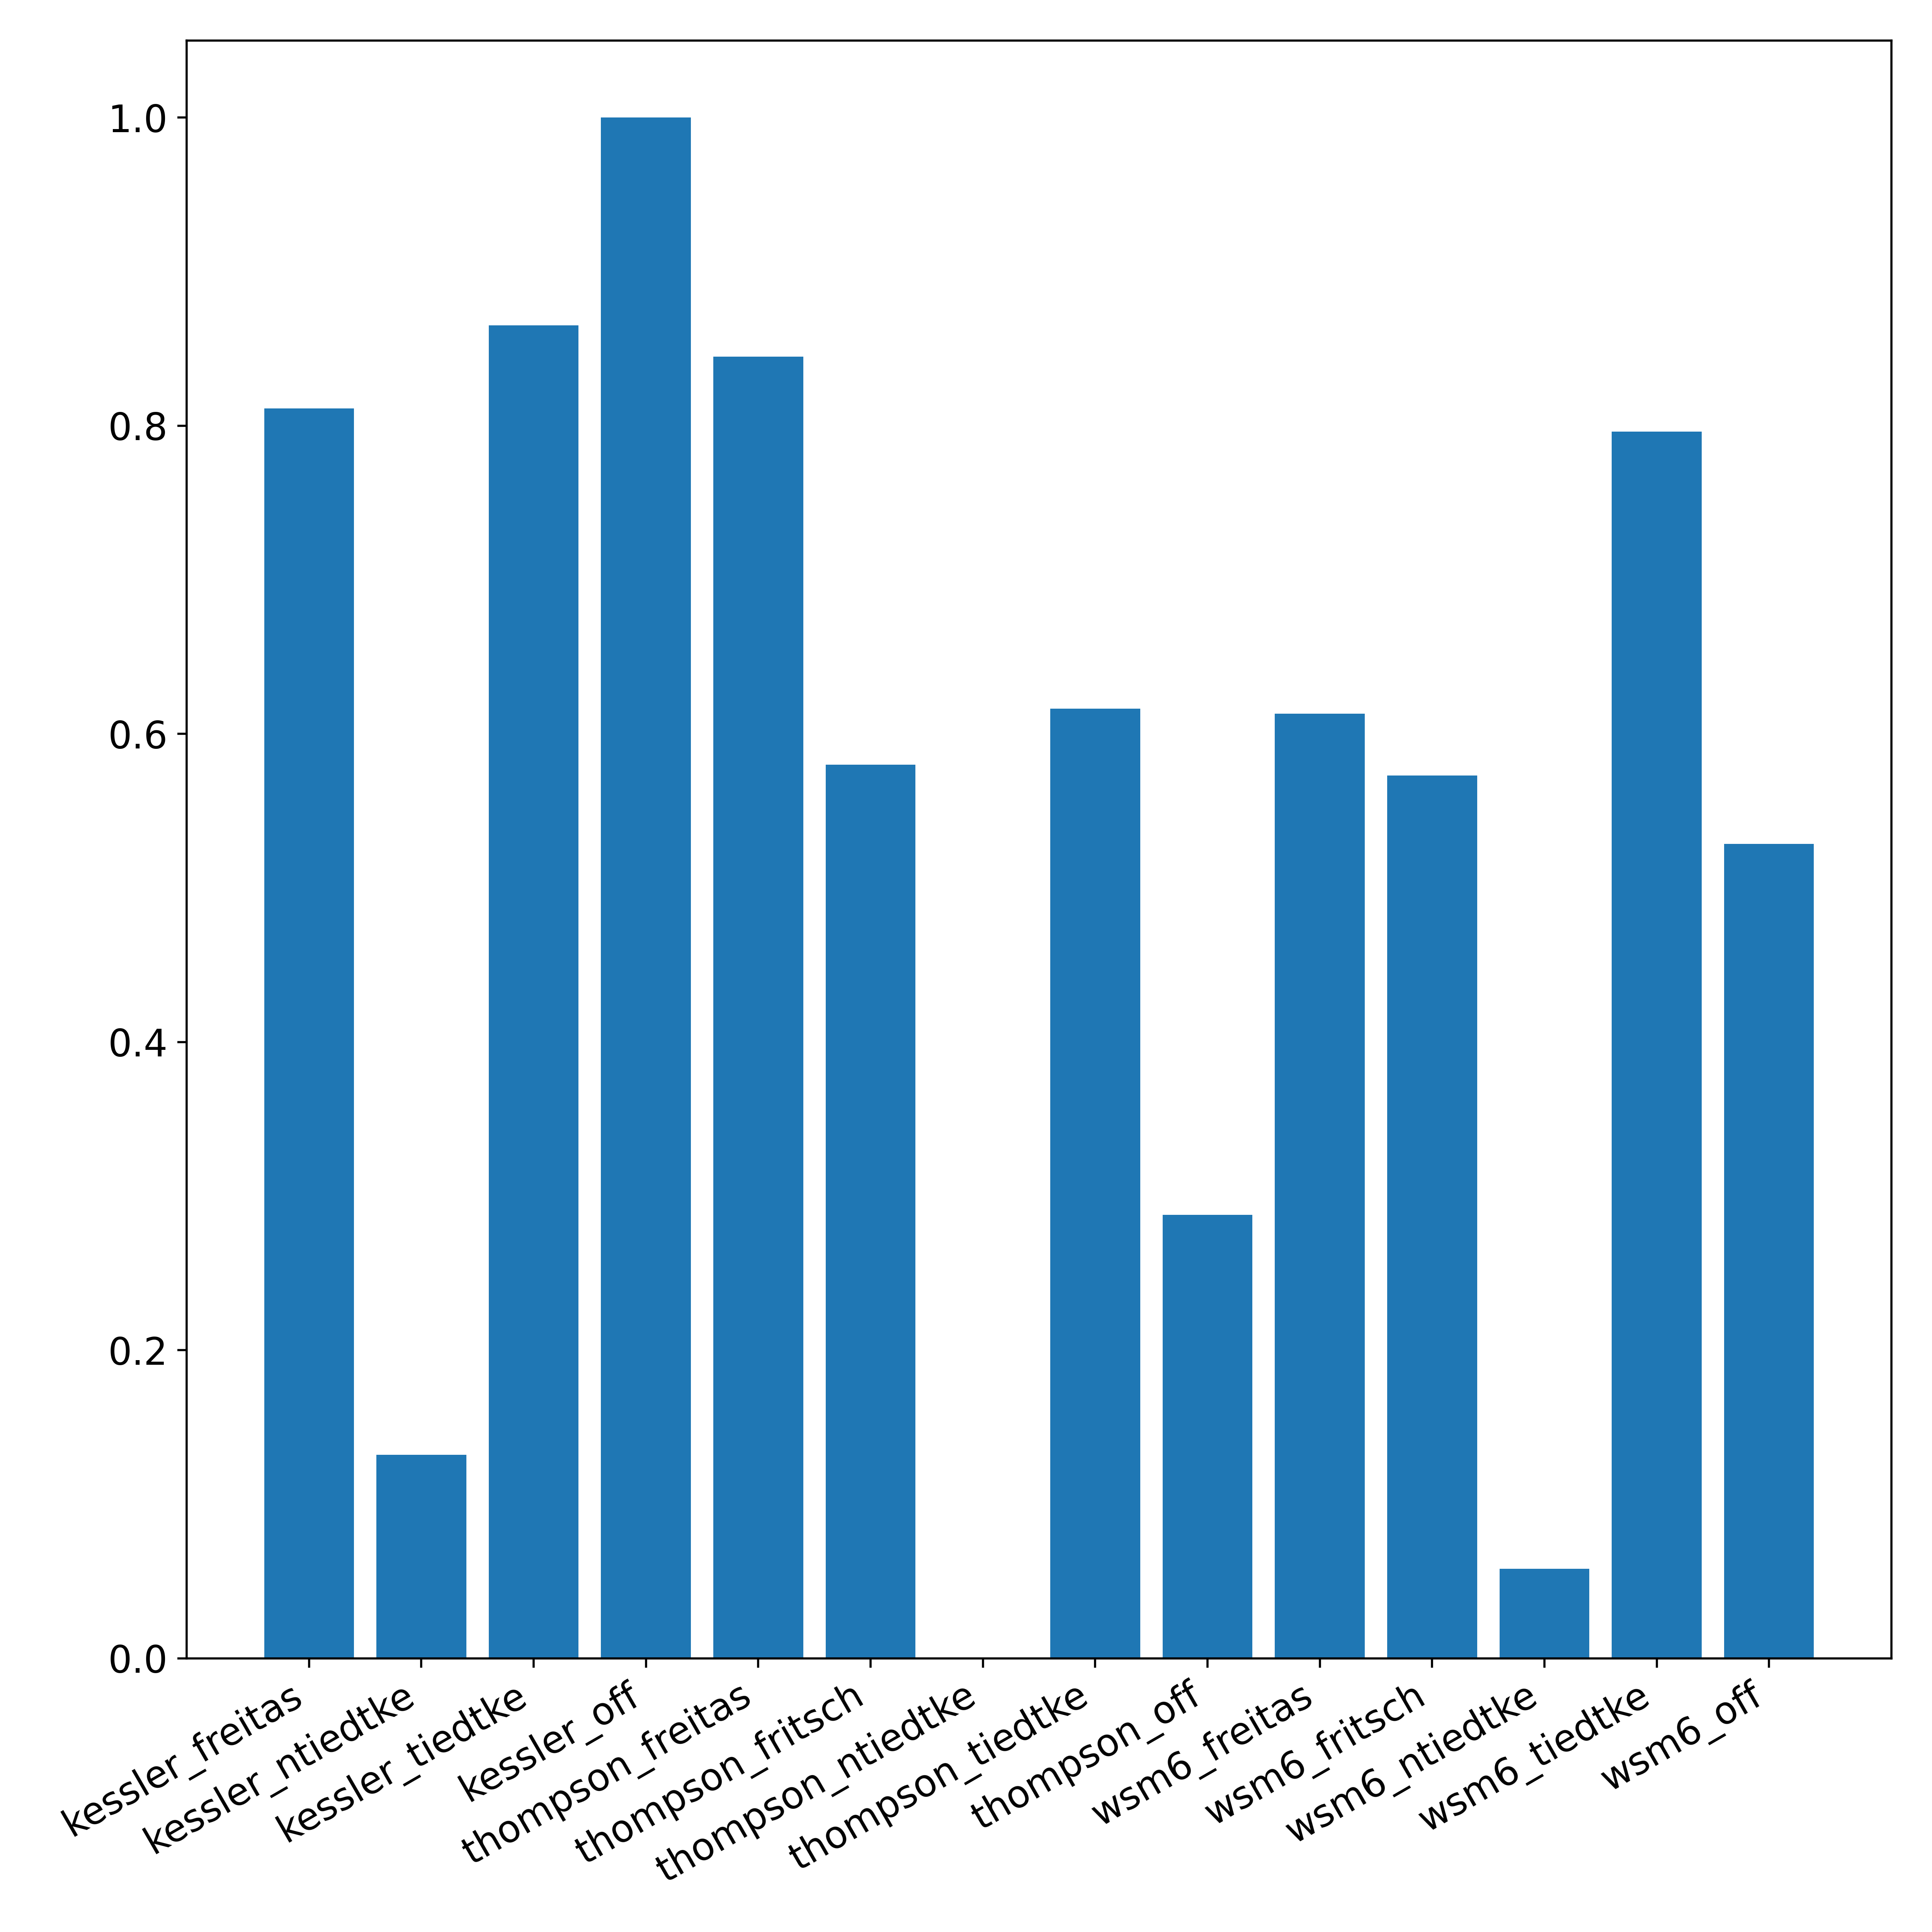 1.0
0.8
0.6
0.4
0.2
0.0
kessler_freitas
kessler_ntiedtke
kessler_tiedtke
kessler_off
thompson_freitas
thompson_fritsch
thompson_ntiedtke
thompson_tiedtke
thompson_off
wsm6_freitas
wsm6_fritsch
wsm6_ntiedtke
wsm6_tiedtke
wsm6_off